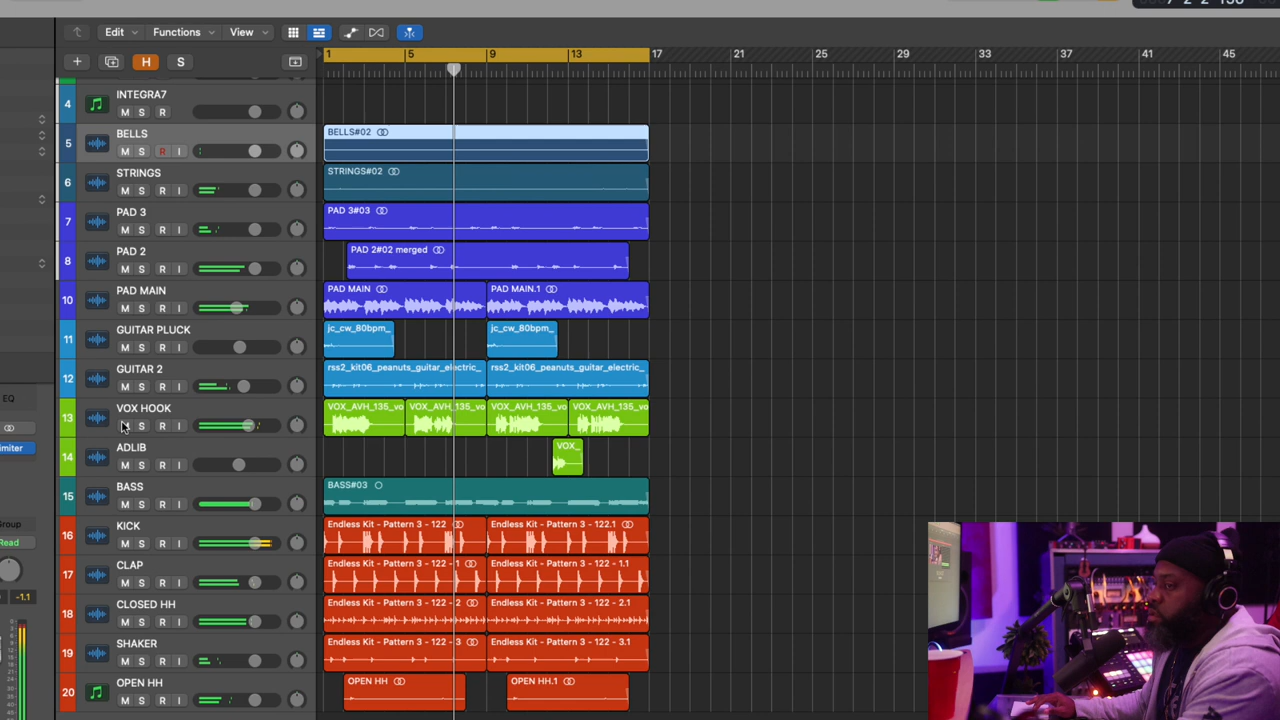 Edit Functions View
H S
1 5 9 13 17 21 25 29 33 37 41 45
4 INTEGRA7
M S R
5 BELLS
M S R I
BELLS#02
6 STRINGS
M S R I
STRINGS#02
7 PAD 3
M S R I
PAD 3#03
8 PAD 2
M S R I
PAD 2#02 merged
10 PAD MAIN
M S R I
PAD MAIN
PAD MAIN.1
11 GUITAR PLUCK
M S R I
jc_cw_80bpm_
jc_cw_80bpm_
12 GUITAR 2
M S R I
rss2_kit06_peanuts_guitar_electric_
rss2_kit06_peanuts_guitar_electric_
EQ
13 VOX HOOK
M S R I
VOX_AVH_135_vo
VOX_AVH_135_vo
VOX_AVH_135_vo
VOX_AVH_135_vo
imiter
14 ADLIB
M S R I
VOX_
15 BASS
M S R I
BASS#03
16 KICK
M S R I
Endless Kit - Pattern 3 - 122
Endless Kit - Pattern 3 - 122.1
Group
Read
17 CLAP
M S R I
Endless Kit - Pattern 3 - 122 - 1
Endless Kit - Pattern 3 - 122 - 1.1
-1.1
18 CLOSED HH
M S R I
Endless Kit - Pattern 3 - 122 - 2
Endless Kit - Pattern 3 - 122 - 2.1
19 SHAKER
M S R I
Endless Kit - Pattern 3 - 122 - 3
Endless Kit - Pattern 3 - 122 - 3.1
20 OPEN HH
M S R I
OPEN HH
OPEN HH.1